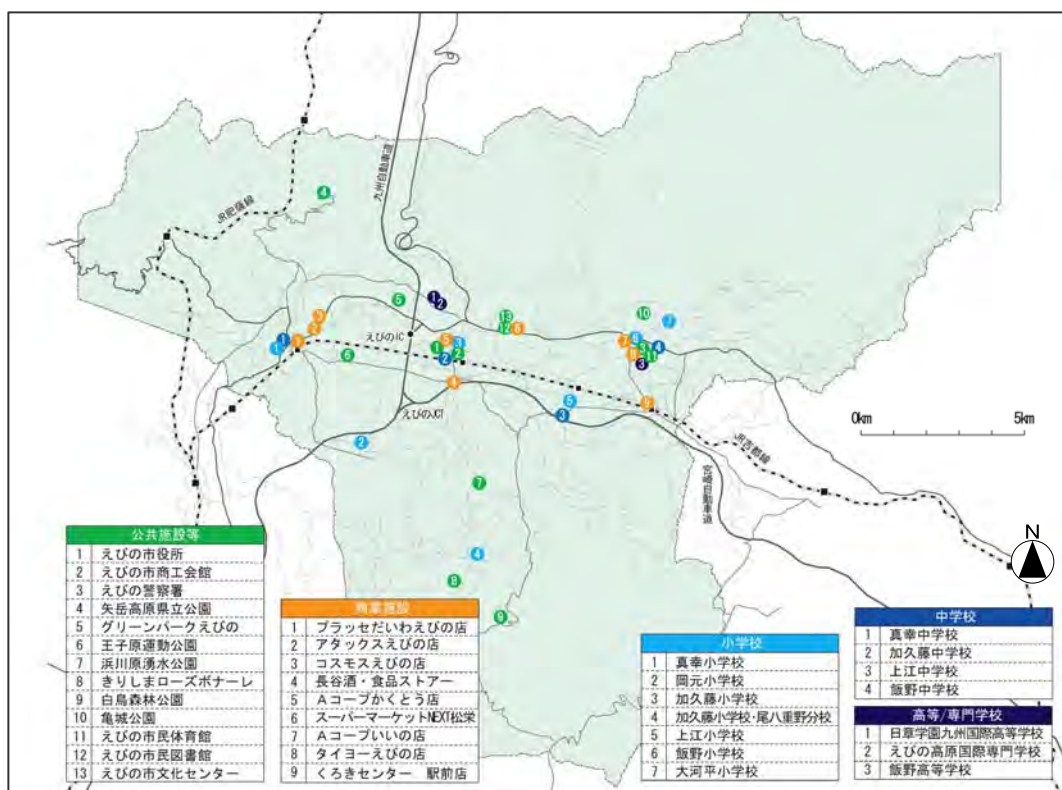 JR肥薩線
九州自動車道
えびのIC
えびのJCT
JR吉都線
宮崎自動車道
0km 5km
N
公共施設等
1 えびの市役所
2 えびの市商工会館
3 えびの警察署
4 矢岳高原県立公園
5 グリーンパークえびの
6 王子原運動公園
7 浜川原湧水公園
8 きりしまローズボナーレ
9 白鳥森林公園
10 亀城公園
11 えびの市民体育館
12 えびの市民図書館
13 えびの市文化センター
商業施設
1 プラッセだいわえびの店
2 アタックスえびの店
3 コスモスえびの店
4 長谷酒・食品ストアー
5 Aコープかくとう店
6 スーパーマーケットNEXT松栄
7 Aコープいいの店
8 タイヨーえびの店
9 くろきセンター 駅前店
小学校
1 真幸小学校
2 岡元小学校
3 加久藤小学校
4 加久藤小学校・尾八重野分校
5 上江小学校
6 飯野小学校
7 大河平小学校
中学校
1 真幸中学校
2 加久藤中学校
3 上江中学校
4 飯野中学校
高等/専門学校
1 日章学園九州国際高等学校
2 えびの高原国際専門学校
3 飯野高等学校